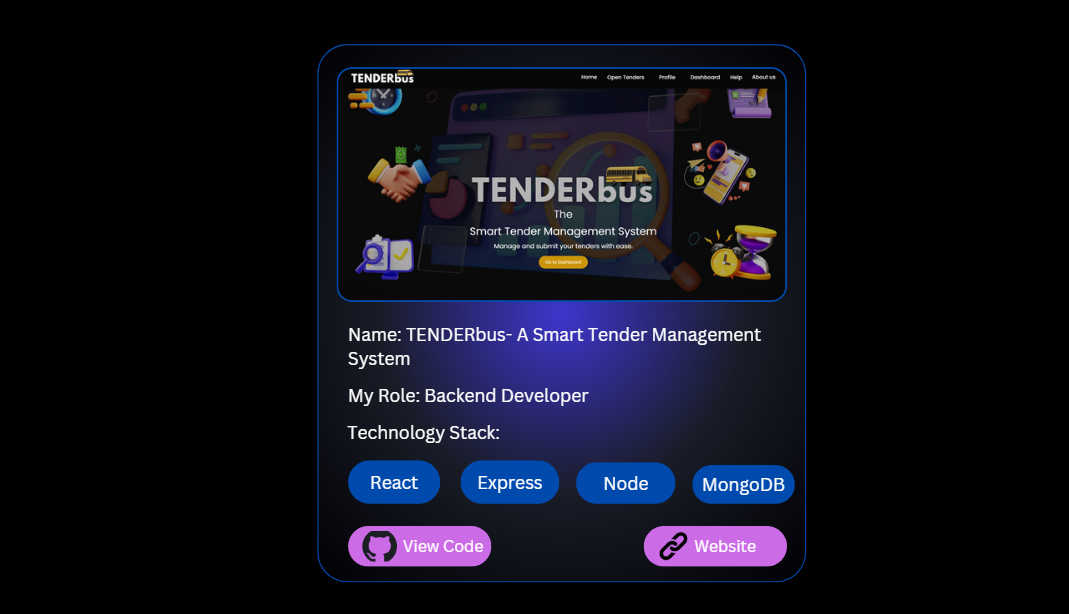 TENDERbus
Home Open Tenders Profile Dashboard Help About us
TENDERbus
The
Smart Tender Management System
Manage and submit your tenders with ease.
Go to Dashboard
Name: TENDERbus- A Smart Tender Management
System
My Role: Backend Developer
Technology Stack:
React Express Node MongoDB
View Code Website